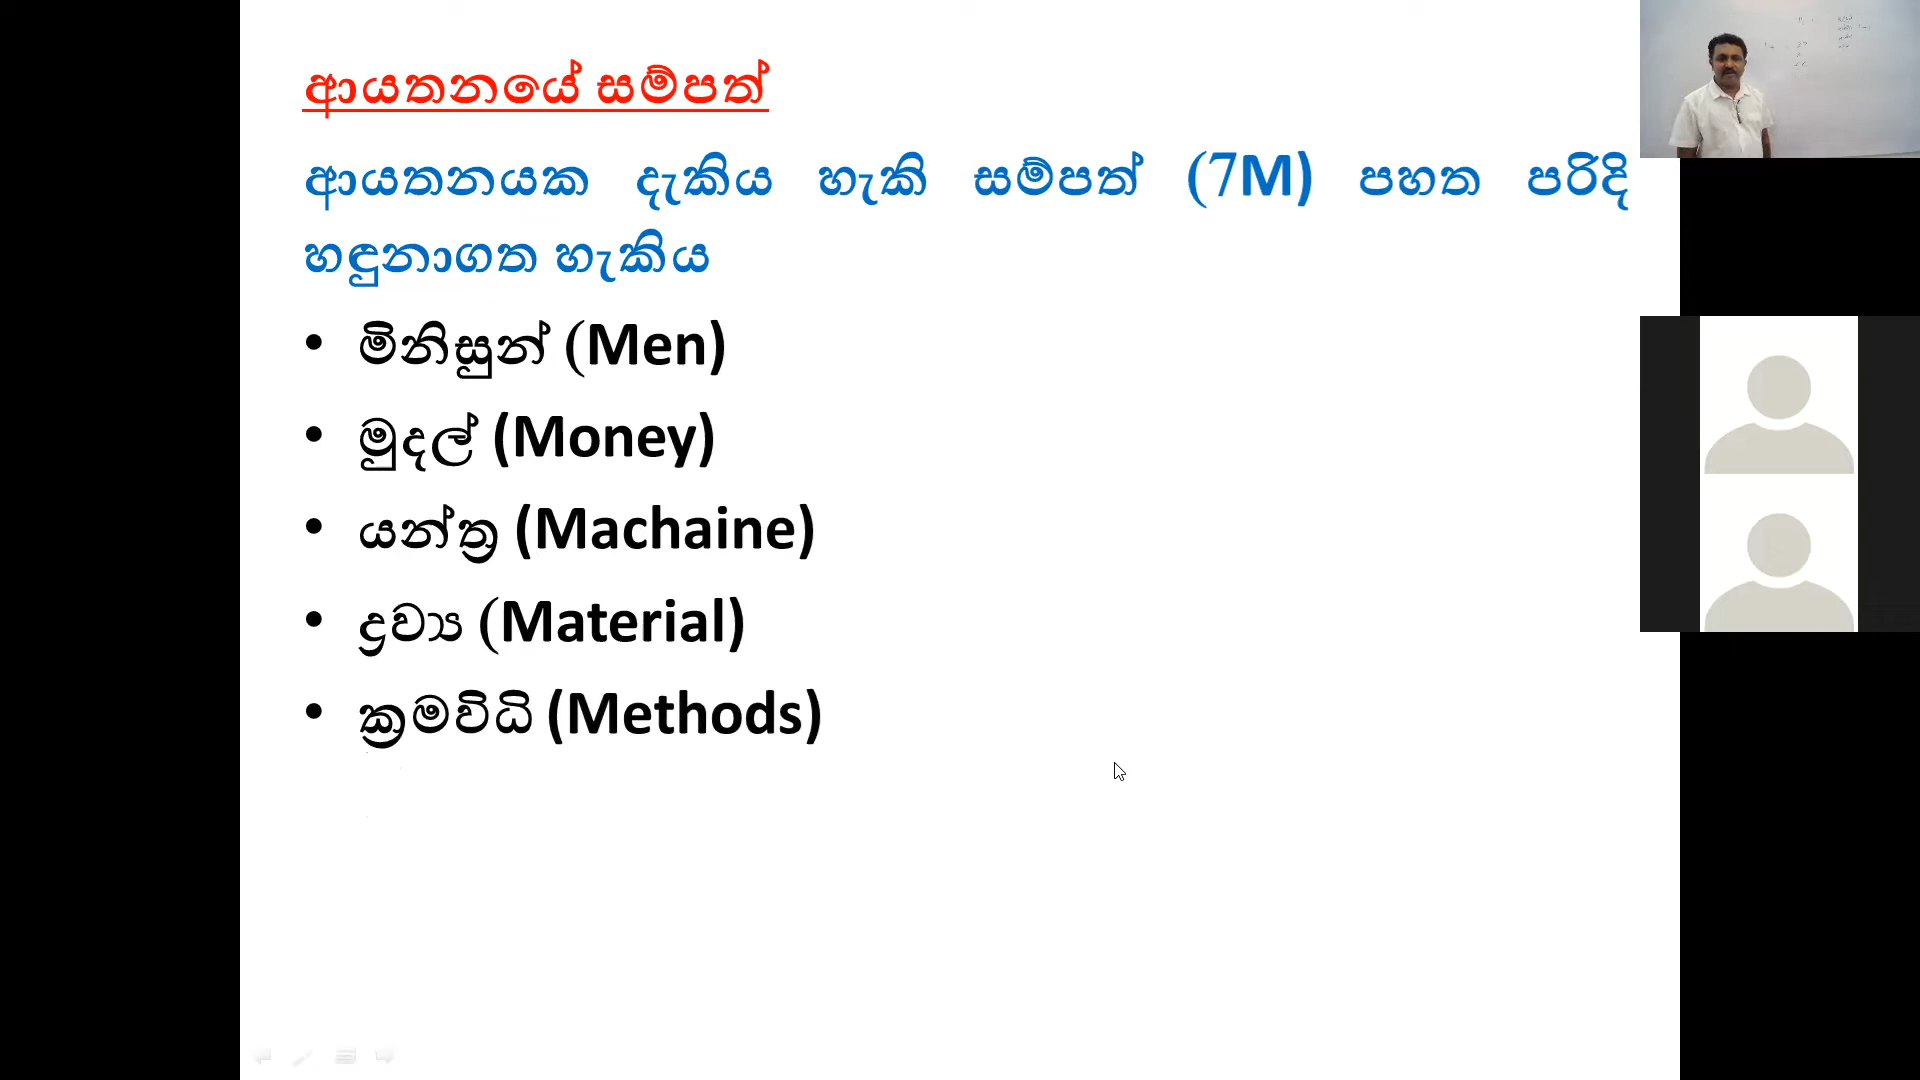 ආයතනයේ සම්පත්
ආයතනයක දැකිය හැකි සම්පත් (7M) පහත පරිදි
හඳුනාගත හැකිය
• මිනිසුන් (Men)
• මුදල් (Money)
• යන්ත්‍ර (Machaine)
• ද්‍රව්‍ය (Material)
• ක්‍රමවිධි (Methods)